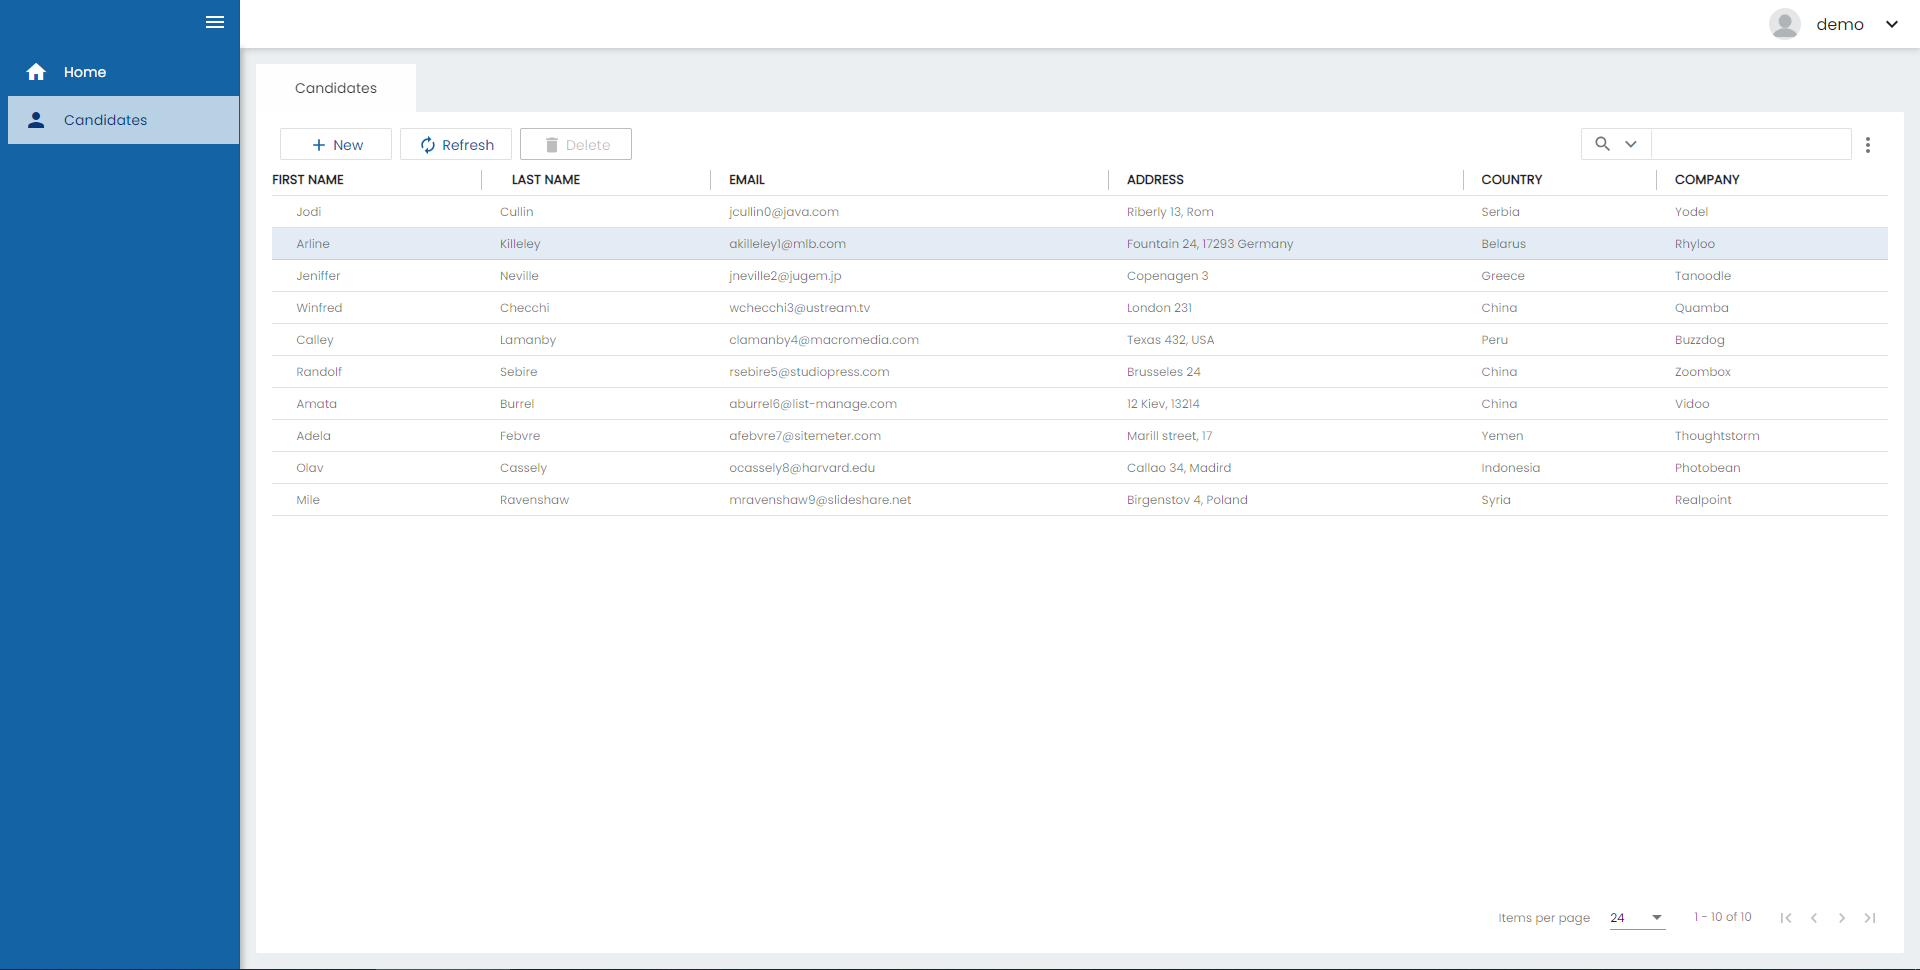 demo
Home
Candidates
Candidates
New Refresh Delete
FIRST NAME LAST NAME EMAIL ADDRESS COUNTRY COMPANY
Jodi Cullin jcullin0@java.com Riberly 13, Rom Serbia Yodel
Arline Killeley akilleley1@mlb.com Fountain 24, 17293 Germany Belarus Rhyloo
Jeniffer Neville jneville2@jugem.jp Copenagen 3 Greece Tanoodle
Winfred Checchi wchecchi3@ustream.tv London 231 China Quamba
Calley Lamanby clamanby4@macromedia.com Texas 432, USA Peru Buzzdog
Randolf Sebire rsebire5@studiopress.com Brusseles 24 China Zoombox
Amata Burrel aburrel6@list-manage.com 12 Kiev, 13214 China Vidoo
Adela Febvre afebvre7@sitemeter.com Marill street, 17 Yemen Thoughtstorm
Olav Cassely ocassely8@harvard.edu Callao 34, Madird Indonesia Photobean
Mile Ravenshaw mravenshaw9@slideshare.net Birgenstov 4, Poland Syria Realpoint
Items per page 24 1 - 10 of 10